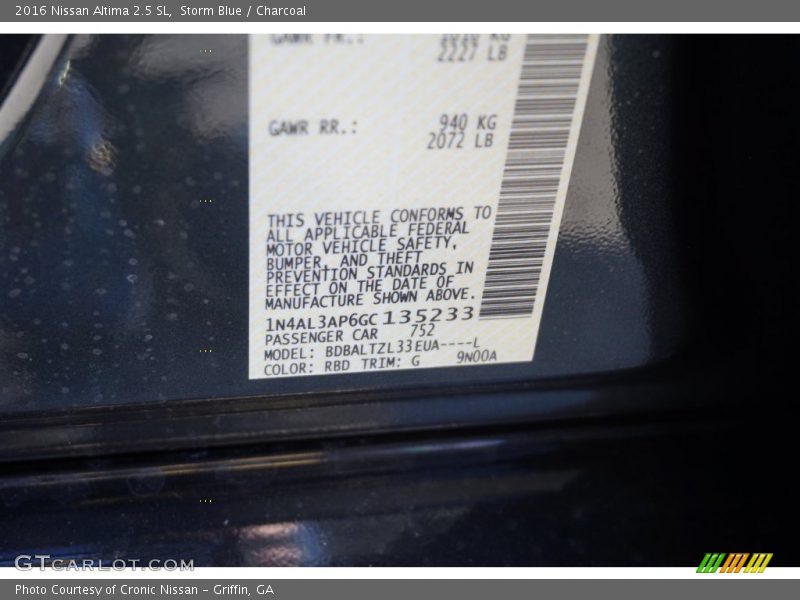 2016 Nissan Altima 2.5 SL, Storm Blue / Charcoal
2227 LB
GAWR RR.: 940 KG
2072 LB
THIS VEHICLE CONFORMS TO
ALL APPLICABLE FEDERAL
MOTOR VEHICLE SAFETY,
BUMPER, AND THEFT
PREVENTION STANDARDS IN
EFFECT ON THE DATE OF
MANUFACTURE SHOWN ABOVE.
1N4AL3AP6GC135233
PASSENGER CAR 752
MODEL: BDBALTZL33EUA----L
COLOR: RBD TRIM: G 9N00A
GTcarlot.com
Photo Courtesy of Cronic Nissan – Griffin, GA